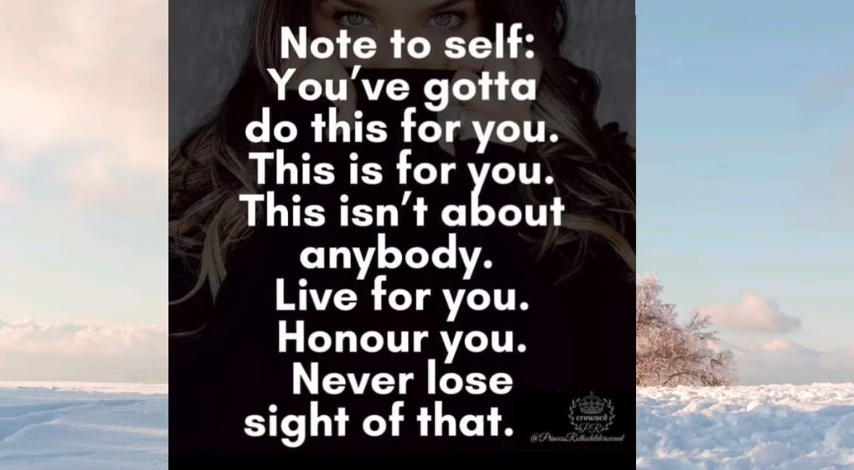 Note to self:
You've gotta
do this for you.
This is for you.
This isn't about
anybody.
Live for you.
Honour you.
Never lose
sight of that.
crowned
PR